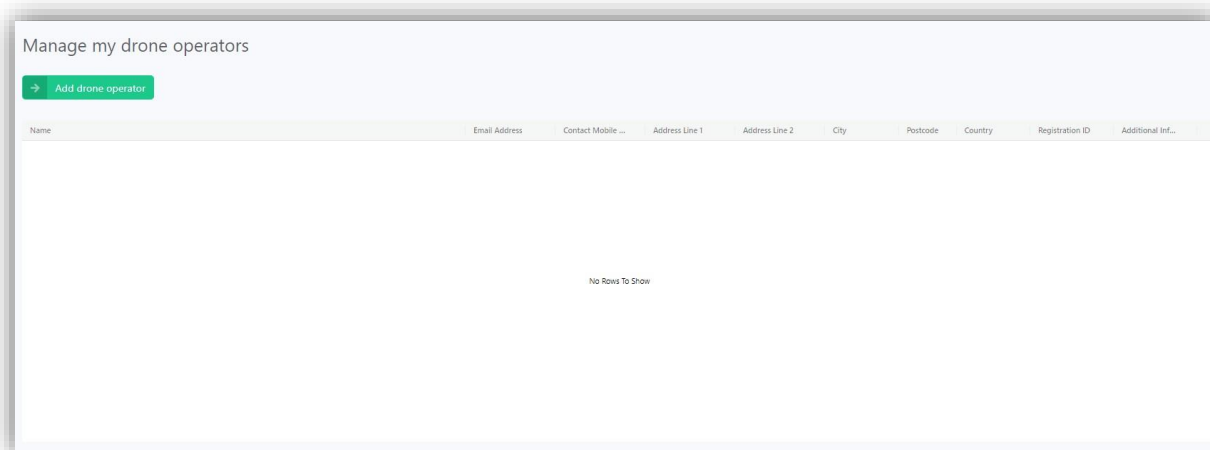 Manage my drone operators
Add drone operator
Name Email Address Contact Mobile ... Address Line 1 Address Line 2 City Postcode Country Registration ID Additional Inf...
No Rows To Show